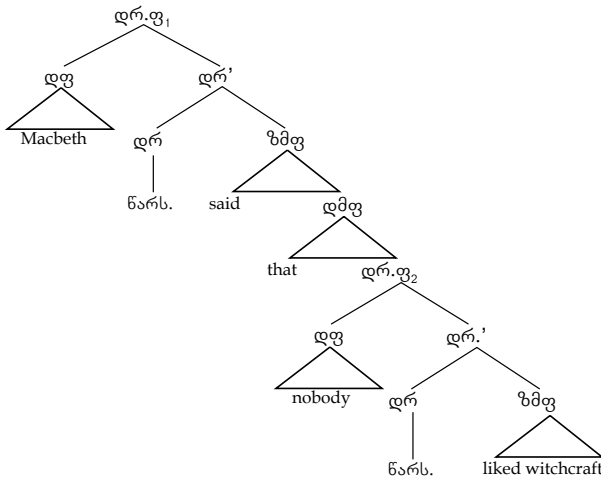 დრ.ფ₁
დფ დრ’
Macbeth
დრ ზმფ
წარს. said
დმფ
that
დრ.ფ₂
დფ დრ.’
nobody
დრ ზმფ
წარს. liked witchcraft